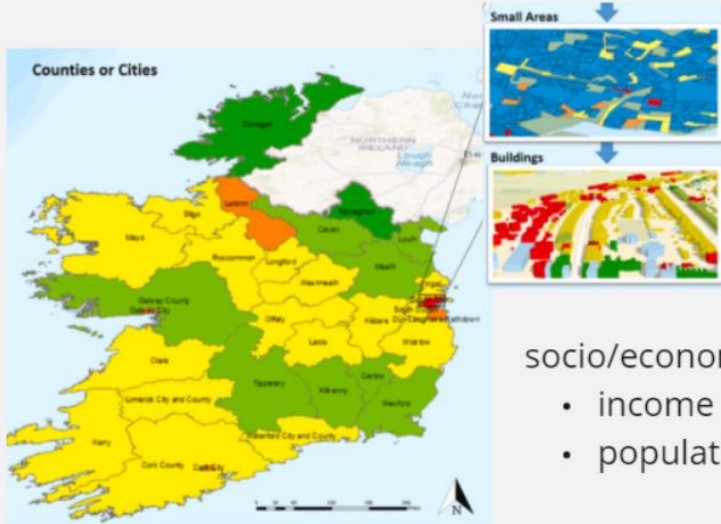 Small Areas
Counties or Cities
Donegal
NORTHERN
IRELAND
Lough
Neagh
Buildings
Leitrim
Sligo
Monaghan
Cavan
Louth
Mayo
Roscommon
Longford
Meath
Westmeath
Galway County
Galway City
Offaly
Kildare
Laois
Wicklow
Clare
Carlow
Tipperary
Kilkenny
Limerick City and County
Wexford
Waterford City and County
Kerry
Cork County
N
socio/econor
• income
• populat